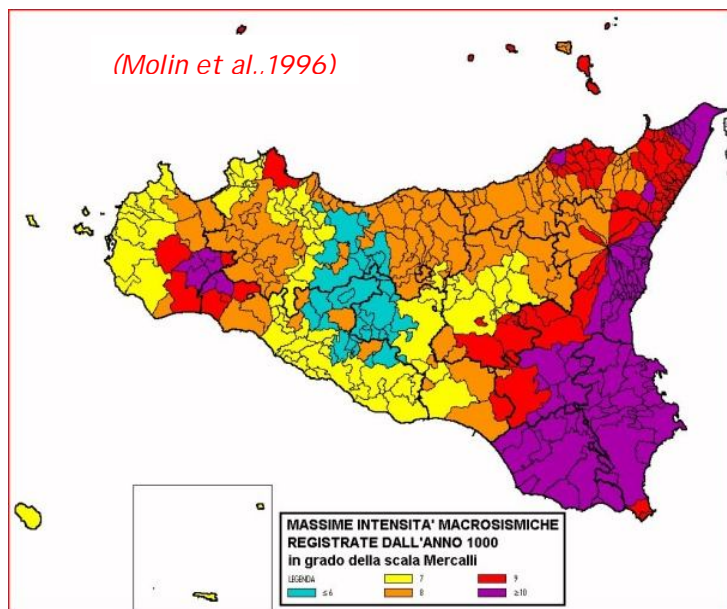 (Molin et al.,1996)
MASSIME INTENSITA' MACROSISMICHE
REGISTRATE DALL'ANNO 1000
in grado della scala Mercalli
LEGENDA
7
9
≤ 6
8
≥10